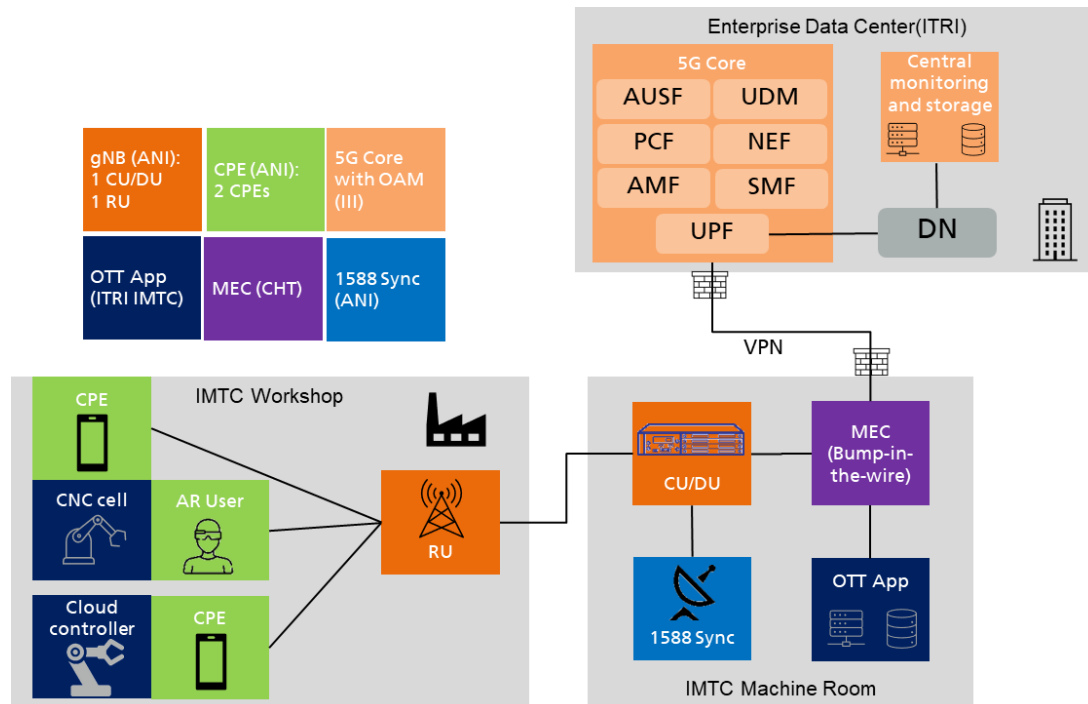 Enterprise Data Center(ITRI)
5G Core
AUSF
UDM
PCF
NEF
AMF
SMF
UPF
Central
monitoring
and storage
DN
gNB (ANI):
1 CU/DU
1 RU
CPE (ANI):
2 CPEs
5G Core
with OAM
(III)
OTT App
(ITRI IMTC)
MEC (CHT)
1588 Sync
(ANI)
VPN
IMTC Workshop
CPE
CNC cell
AR User
Cloud
controller
CPE
RU
CU/DU
MEC
(Bump-in-
the-wire)
1588 Sync
OTT App
IMTC Machine Room